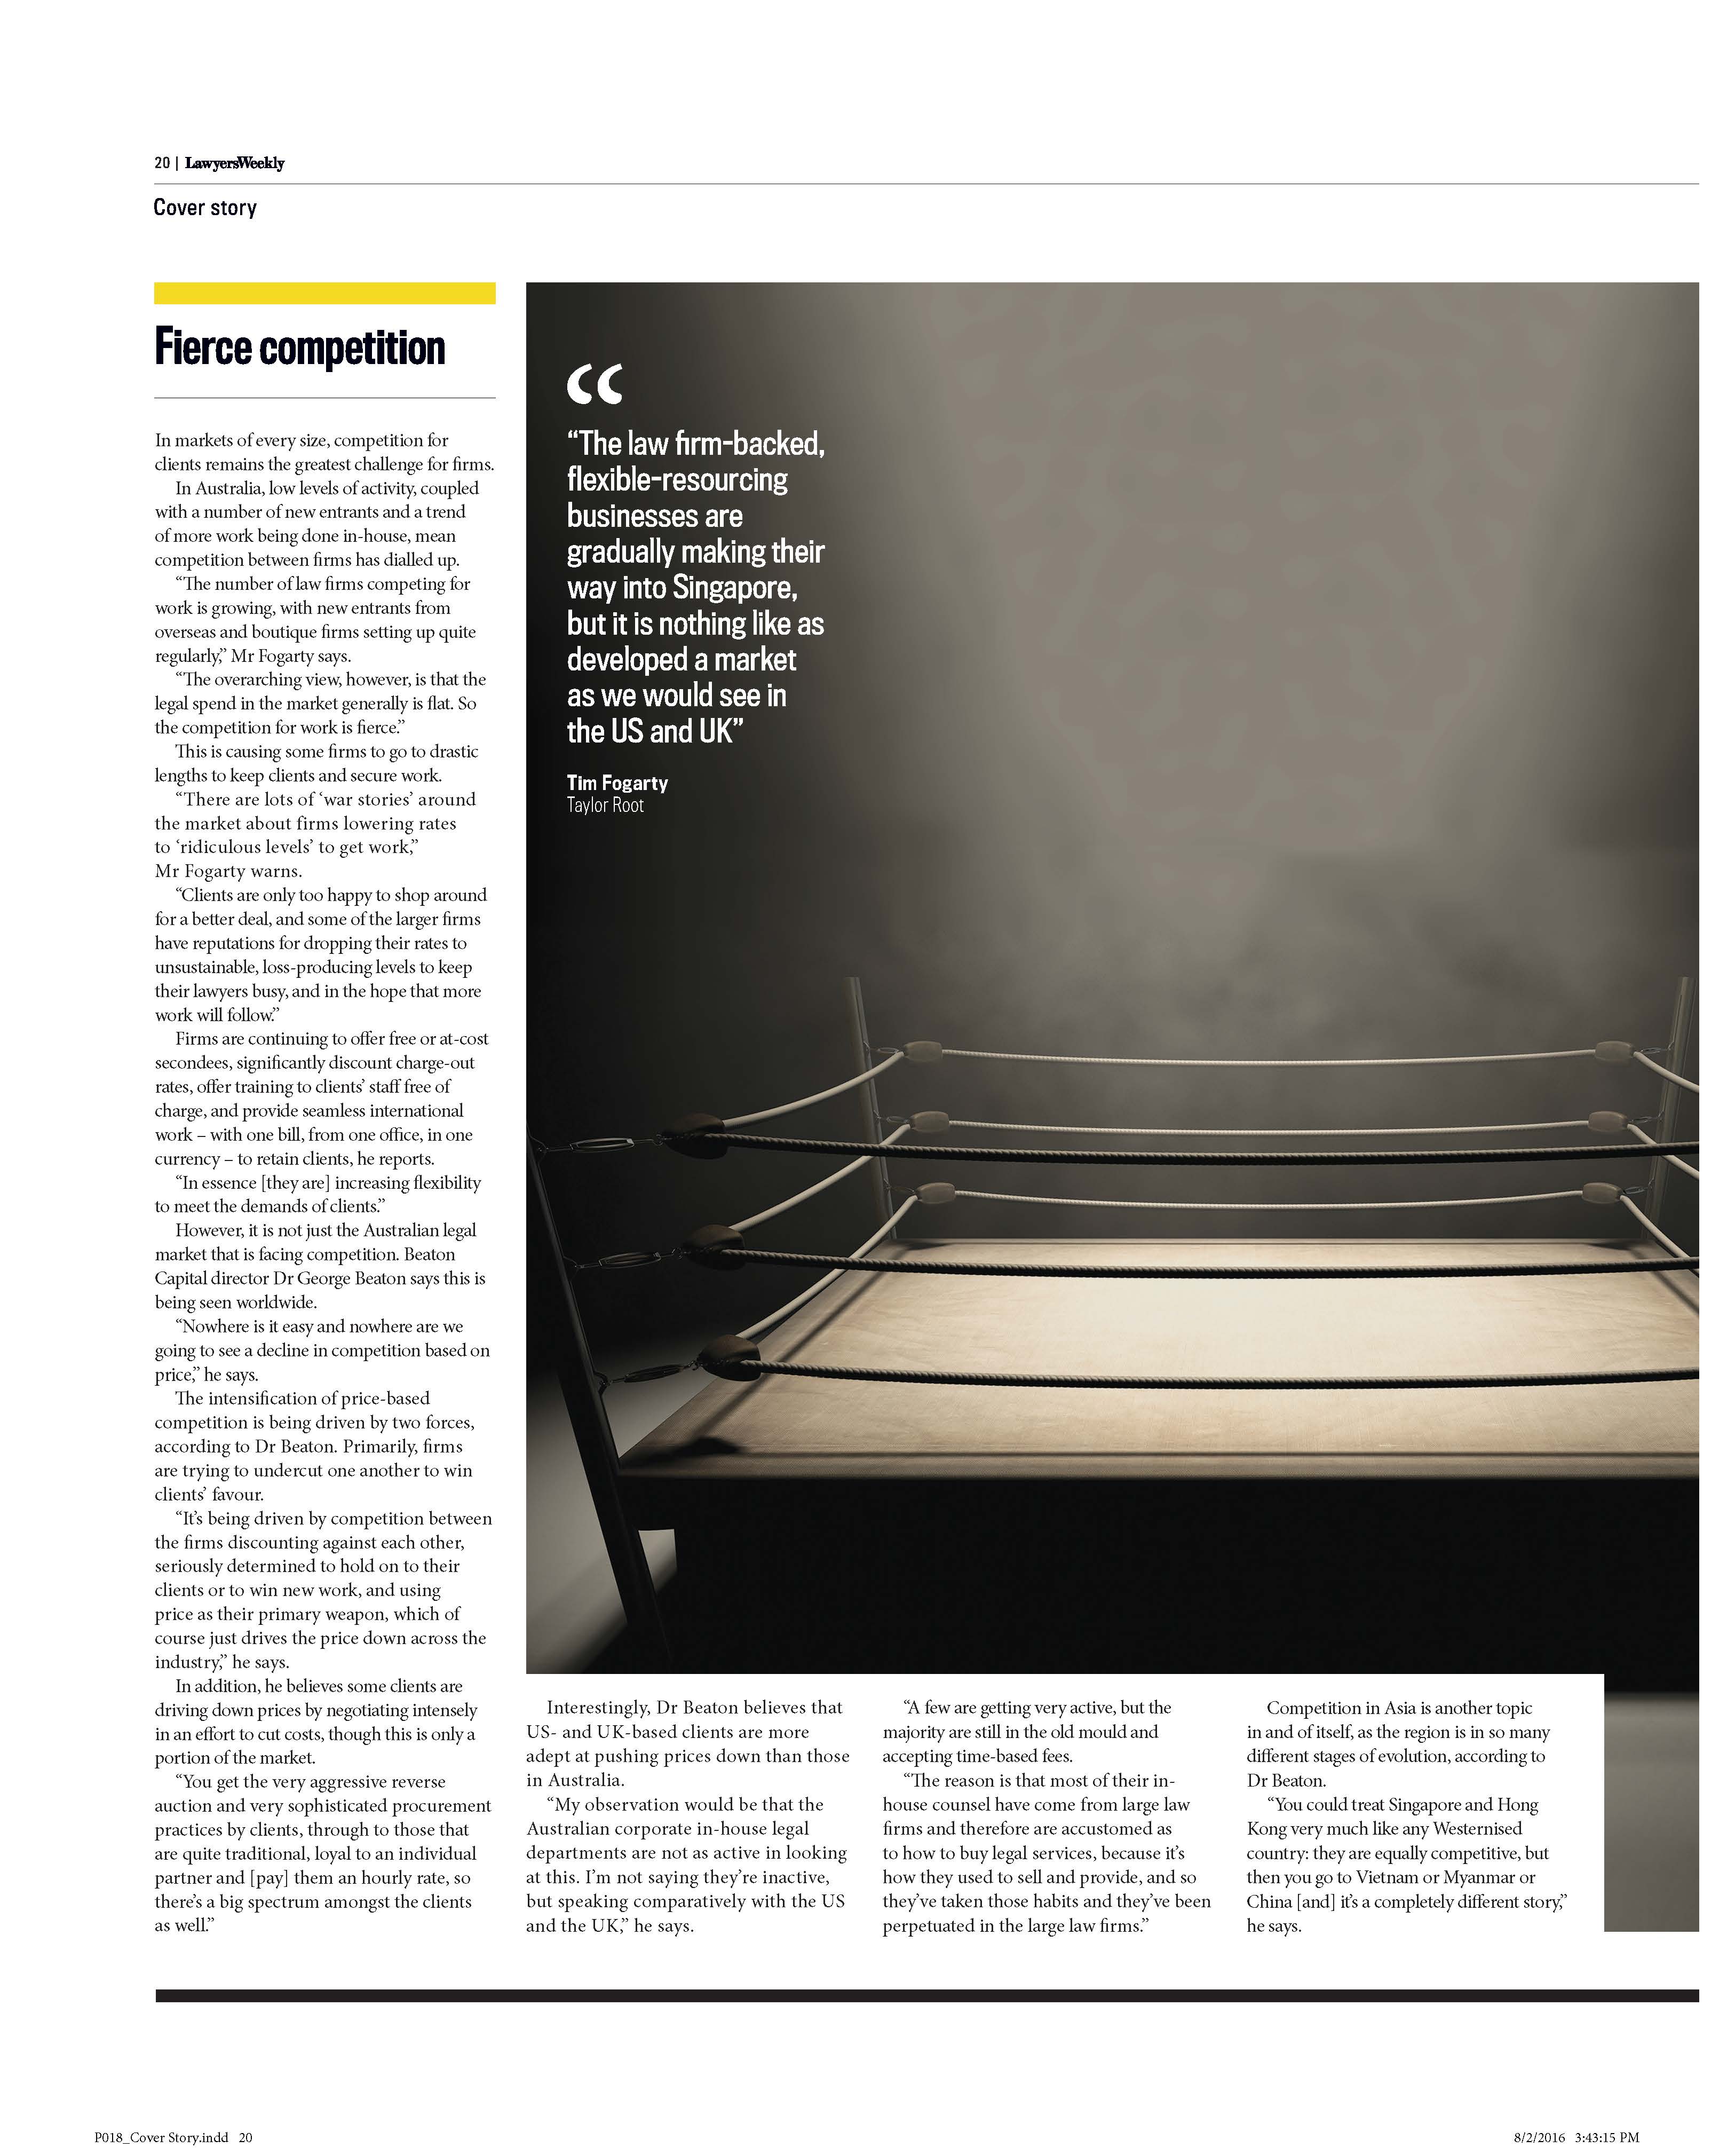 20 | LawyersWeekly
Cover story
Fierce competition
In markets of every size, competition for
clients remains the greatest challenge for firms.
In Australia, low levels of activity, coupled
with a number of new entrants and a trend
of more work being done in-house, mean
competition between firms has dialled up.
“The number of law firms competing for
work is growing, with new entrants from
overseas and boutique firms setting up quite
regularly,” Mr Fogarty says.
“The overarching view, however, is that the
legal spend in the market generally is flat. So
the competition for work is fierce.”
This is causing some firms to go to drastic
lengths to keep clients and secure work.
“There are lots of ‘war stories’ around
the market about firms lowering rates
to ‘ridiculous levels’ to get work,”
Mr Fogarty warns.
“Clients are only too happy to shop around
for a better deal, and some of the larger firms
have reputations for dropping their rates to
unsustainable, loss-producing levels to keep
their lawyers busy, and in the hope that more
work will follow.”
Firms are continuing to offer free or at-cost
secondees, significantly discount charge-out
rates, offer training to clients’ staff free of
charge, and provide seamless international
work – with one bill, from one office, in one
currency – to retain clients, he reports.
“In essence [they are] increasing flexibility
to meet the demands of clients.”
However, it is not just the Australian legal
market that is facing competition. Beaton
Capital director Dr George Beaton says this is
being seen worldwide.
“Nowhere is it easy and nowhere are we
going to see a decline in competition based on
price,” he says.
The intensification of price-based
competition is being driven by two forces,
according to Dr Beaton. Primarily, firms
are trying to undercut one another to win
clients’ favour.
“It’s being driven by competition between
the firms discounting against each other,
seriously determined to hold on to their
clients or to win new work, and using
price as their primary weapon, which of
course just drives the price down across the
industry,” he says.
In addition, he believes some clients are
driving down prices by negotiating intensely
in an effort to cut costs, though this is only a
portion of the market.
“You get the very aggressive reverse
auction and very sophisticated procurement
practices by clients, through to those that
are quite traditional, loyal to an individual
partner and [pay] them an hourly rate, so
there’s a big spectrum amongst the clients
as well.”
“
“The law firm-backed,
flexible-resourcing
businesses are
gradually making their
way into Singapore,
but it is nothing like as
developed a market
as we would see in
the US and UK”
Tim Fogarty
Taylor Root
Interestingly, Dr Beaton believes that
US- and UK-based clients are more
adept at pushing prices down than those
in Australia.
“My observation would be that the
Australian corporate in-house legal
departments are not as active in looking
at this. I’m not saying they’re inactive,
but speaking comparatively with the US
and the UK,” he says.
“A few are getting very active, but the
majority are still in the old mould and
accepting time-based fees.
“The reason is that most of their in-
house counsel have come from large law
firms and therefore are accustomed as
to how to buy legal services, because it’s
how they used to sell and provide, and so
they’ve taken those habits and they’ve been
perpetuated in the large law firms.”
Competition in Asia is another topic
in and of itself, as the region is in so many
different stages of evolution, according to
Dr Beaton.
“You could treat Singapore and Hong
Kong very much like any Westernised
country: they are equally competitive, but
then you go to Vietnam or Myanmar or
China [and] it’s a completely different story,”
he says.
P018_Cover Story.indd 20
8/2/2016 3:43:15 PM